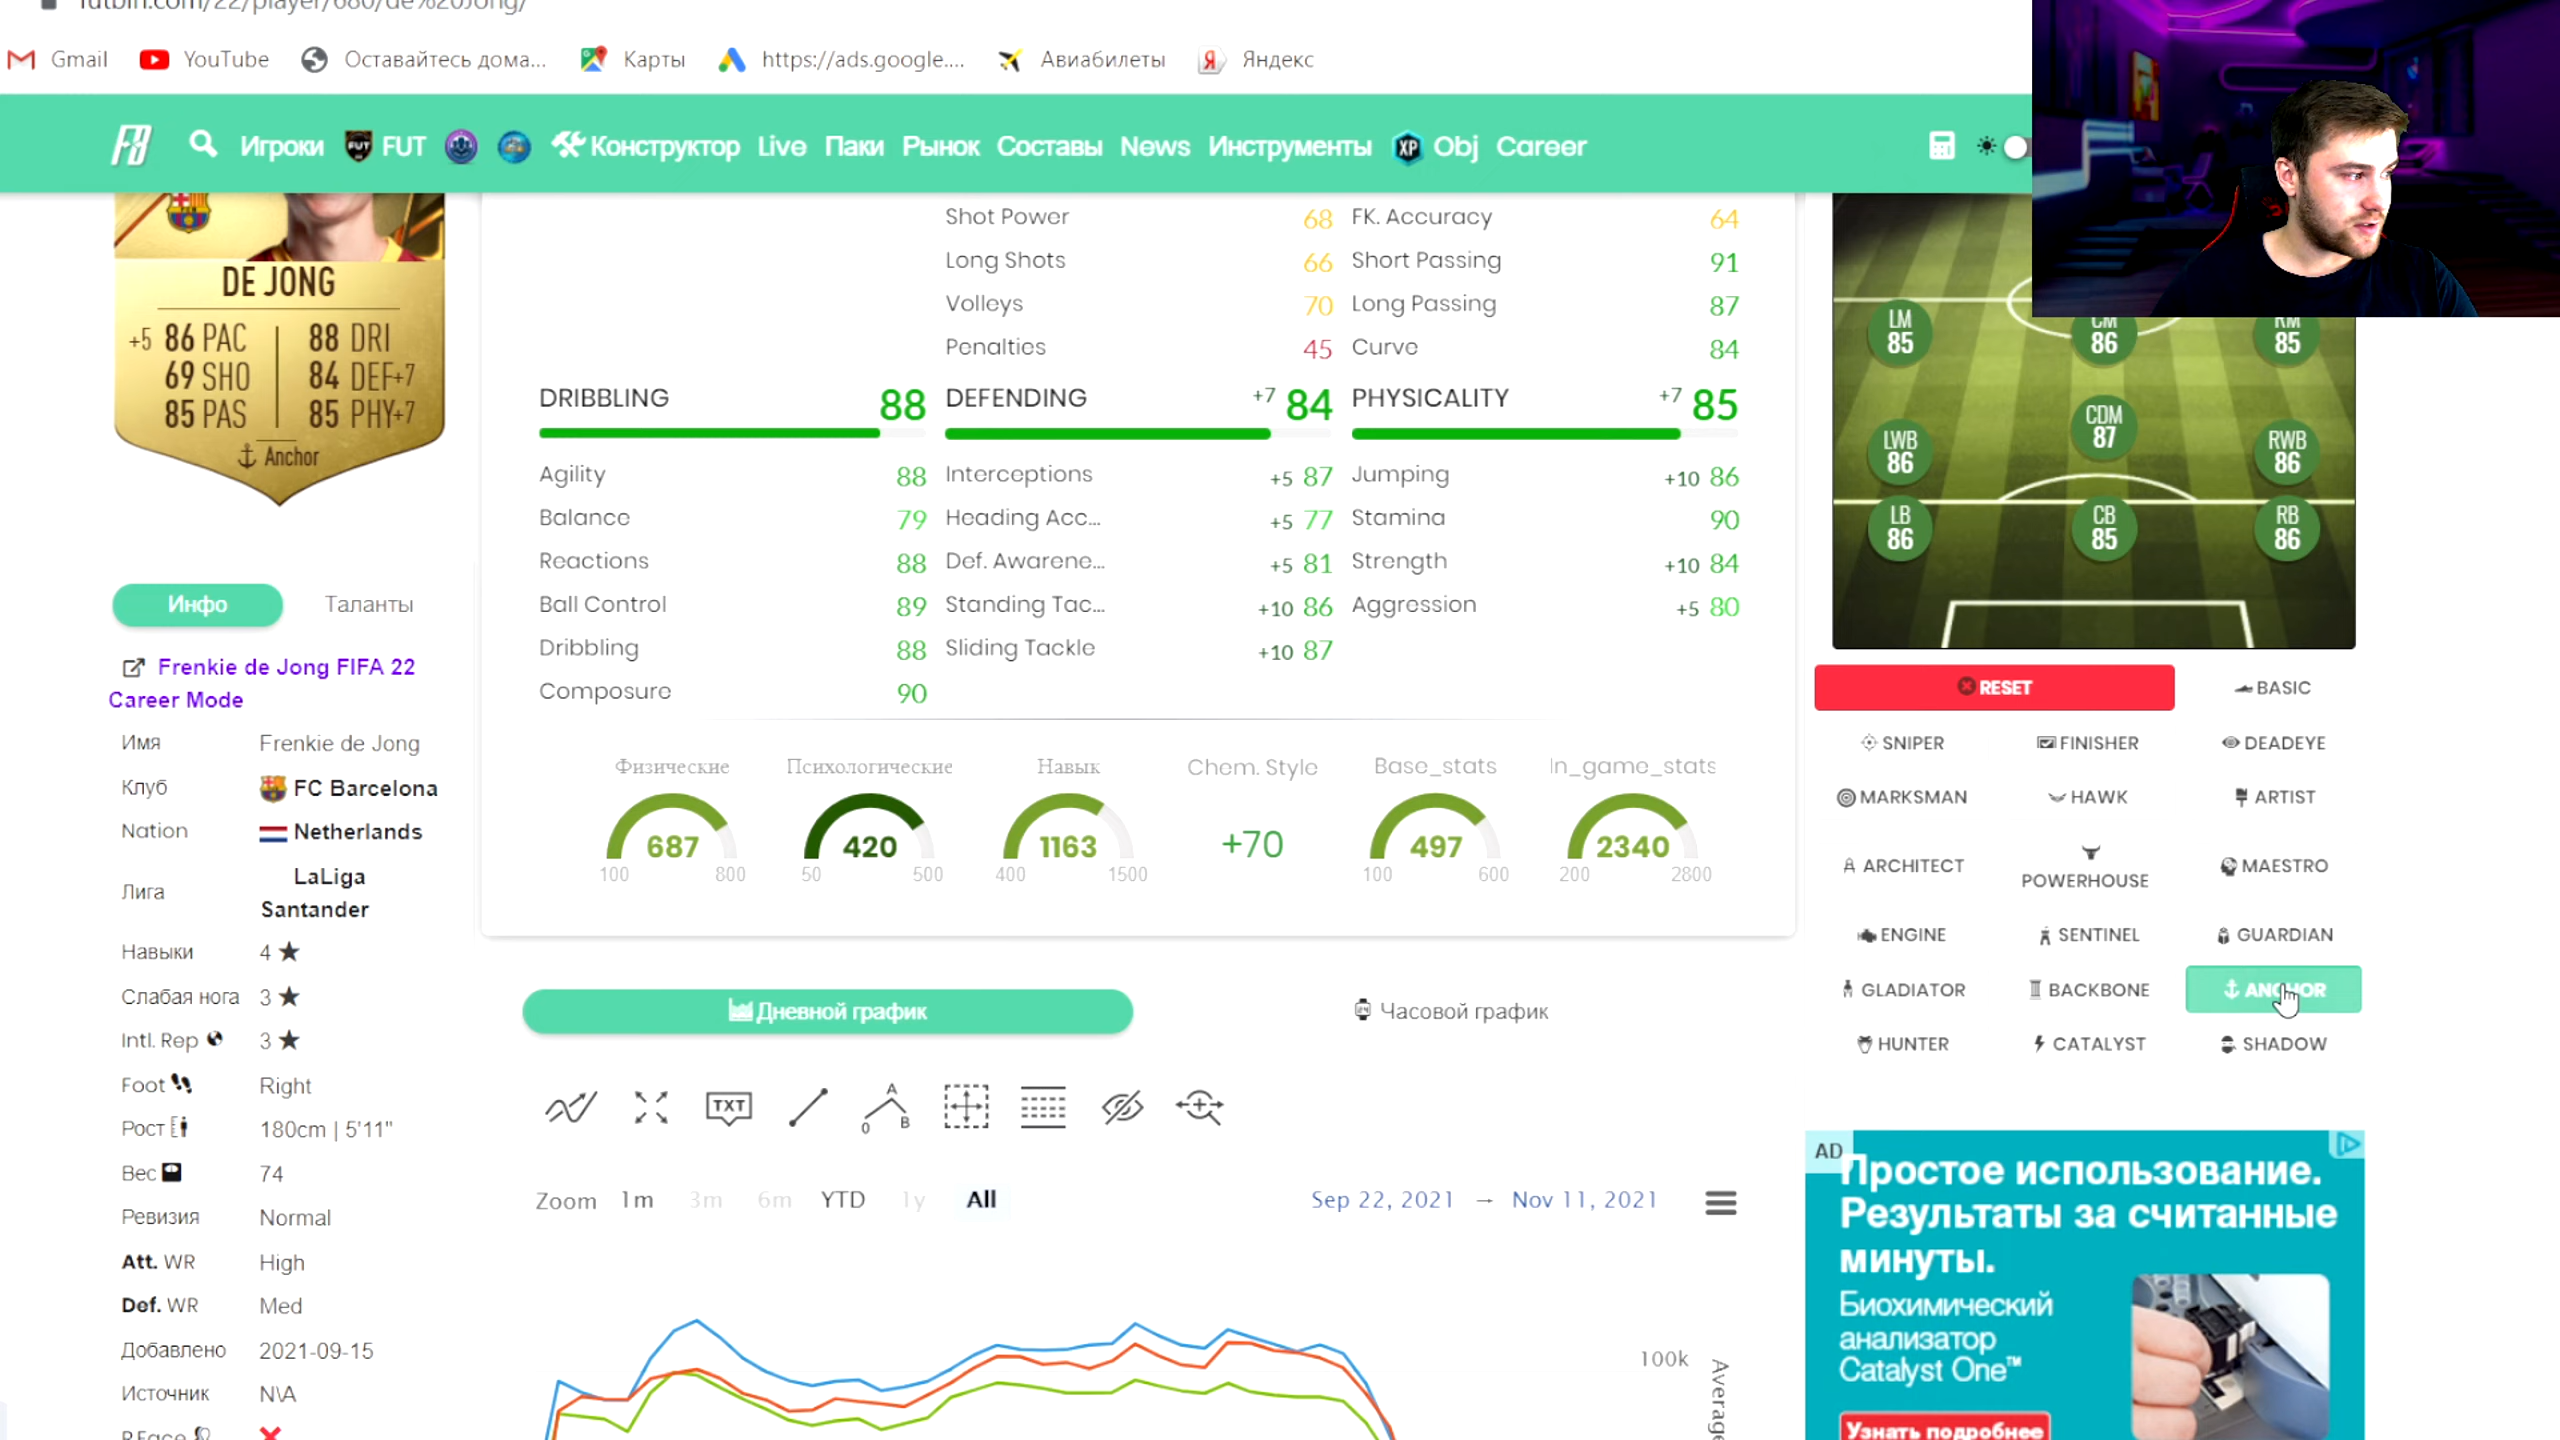 futbin.com/22/player/680/de%20Jong/
Gmail YouTube Оставайтесь дома... Карты https://ads.google.... Авиабилеты Яндекс
Игроки FUT Конструктор Live Паки Рынок Составы News Инструменты XP Obj Career
DE JONG
+5 86 PAC 88 DRI
69 SHO 84 DEF+7
85 PAS 85 PHY+7
Anchor
Инфо Таланты
Frenkie de Jong FIFA 22
Career Mode
Имя Frenkie de Jong
Клуб FC Barcelona
Nation Netherlands
Лига LaLiga
Santander
Навыки 4
Слабая нога 3
Intl. Rep 3
Foot Right
Рост 180cm | 5'11"
Вес 74
Ревизия Normal
Att. WR High
Def. WR Med
Добавлено 2021-09-15
Источник N\A
R.Face
Shot Power 68 FK. Accuracy 64
Long Shots 66 Short Passing 91
Volleys 70 Long Passing 87
Penalties 45 Curve 84
DRIBBLING 88 DEFENDING +7 84 PHYSICALITY +7 85
Agility 88 Interceptions +5 87 Jumping +10 86
Balance 79 Heading Acc... +5 77 Stamina 90
Reactions 88 Def. Awarene... +5 81 Strength +10 84
Ball Control 89 Standing Tac... +10 86 Aggression +5 80
Dribbling 88 Sliding Tackle +10 87
Composure 90
Физические Психологические Навык Chem. Style Base_stats In_game_stats
687 420 1163 +70 497 2340
100 800 50 500 400 1500 100 600 200 2800
Дневной график Часовой график
TXT
A
0 B
Zoom 1m 3m 6m YTD 1y All Sep 22, 2021 → Nov 11, 2021
100k
Average
LM CM RM
85 86 85
CDM
87
LWB RWB
86 86
LB CB RB
86 85 86
RESET BASIC
SNIPER FINISHER DEADEYE
MARKSMAN HAWK ARTIST
ARCHITECT POWERHOUSE MAESTRO
ENGINE SENTINEL GUARDIAN
GLADIATOR BACKBONE ANCHOR
HUNTER CATALYST SHADOW
AD
Простое использование.
Результаты за считанные
минуты.
Биохимический
анализатор
Catalyst One™
Узнать подробнее